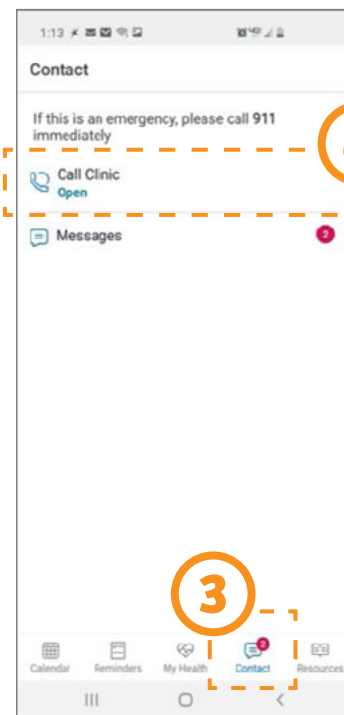 1:13
Contact
If this is an emergency, please call 911
immediately
Call Clinic
Open
Messages
2
3
2
Calendar
Reminders
My Health
Contact
Resources